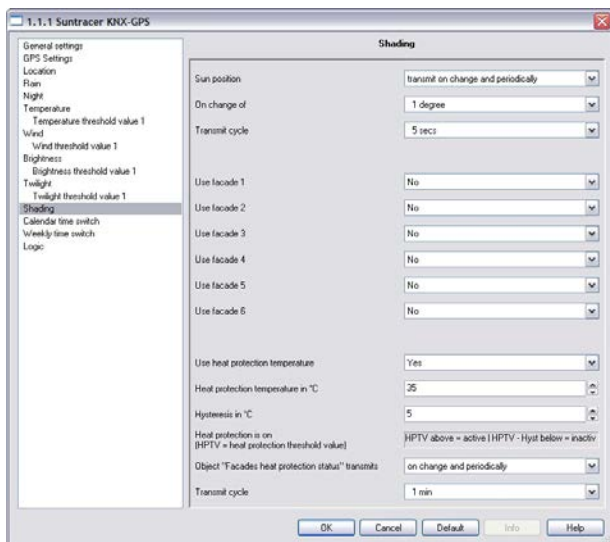 1.1.1 Suntracer KNX-GPS
General settings
GPS Settings
Location
Rain
Night
Temperature
Temperature threshold value 1
Wind
Wind threshold value 1
Brightness
Brightness threshold value 1
Twilight
Twilight threshold value 1
Shading
Calendar time switch
Weekly time switch
Logic
Shading
Sun position transmit on change and periodically
On change of 1 degree
Transmit cycle 5 secs
Use facade 1 No
Use facade 2 No
Use facade 3 No
Use facade 4 No
Use facade 5 No
Use facade 6 No
Use heat protection temperature Yes
Heat protection temperature in °C 35
Hysteresis in °C 5
Heat protection is on
(HPTV = heat protection threshold value) HPTV above = active | HPTV - Hyst below = inactiv
Object "Facades heat protection status" transmits on change and periodically
Transmit cycle 1 min
OK Cancel Default Info Help